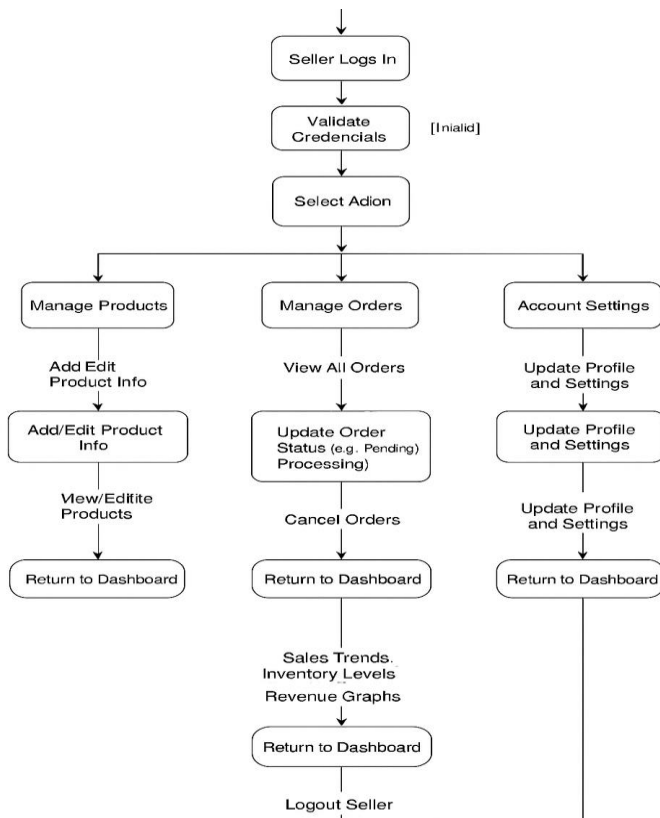 Seller Logs In
Validate
Credencials
[Inialid]
Select Adion
Manage Products
Manage Orders
Account Settings
Add Edit
Product Info
View All Orders
Update Profile
and Settings
Add/Edit Product
Info
Update Order
Status (e.g. Pending)
Processing)
Update Profile
and Settings
View/Editite
Products
Cancel Orders
Update Profile
and Settings
Return to Dashboard
Return to Dashboard
Return to Dashboard
Sales Trends.
Inventory Levels
Revenue Graphs
Return to Dashboard
Logout Seller